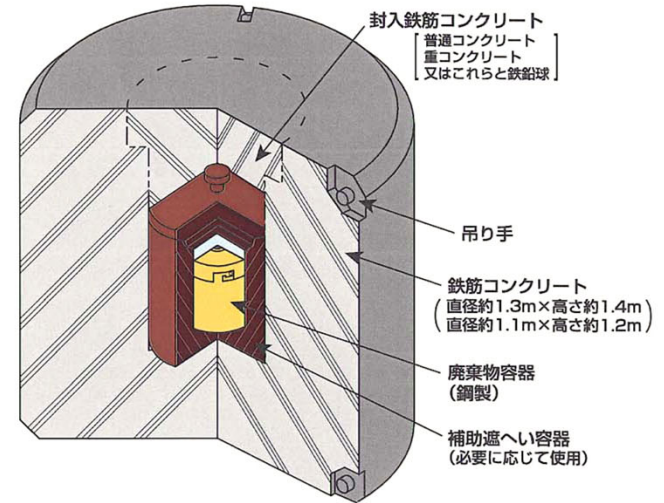 封入鉄筋コンクリート
普通コンクリート
重コンクリート
又はこれらと鉄鉛球
吊り手
鉄筋コンクリート
(直径約1.3m×高さ約1.4m)
(直径約1.1m×高さ約1.2m)
廃棄物容器
(鋼製)
補助遮へい容器
(必要に応じて使用)